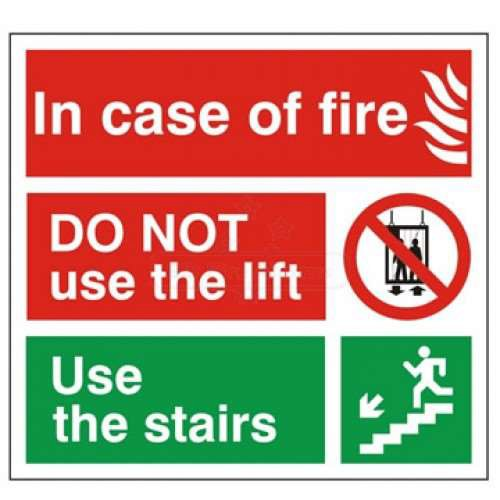 In case of fire
DO NOT
use the lift
Use
the stairs